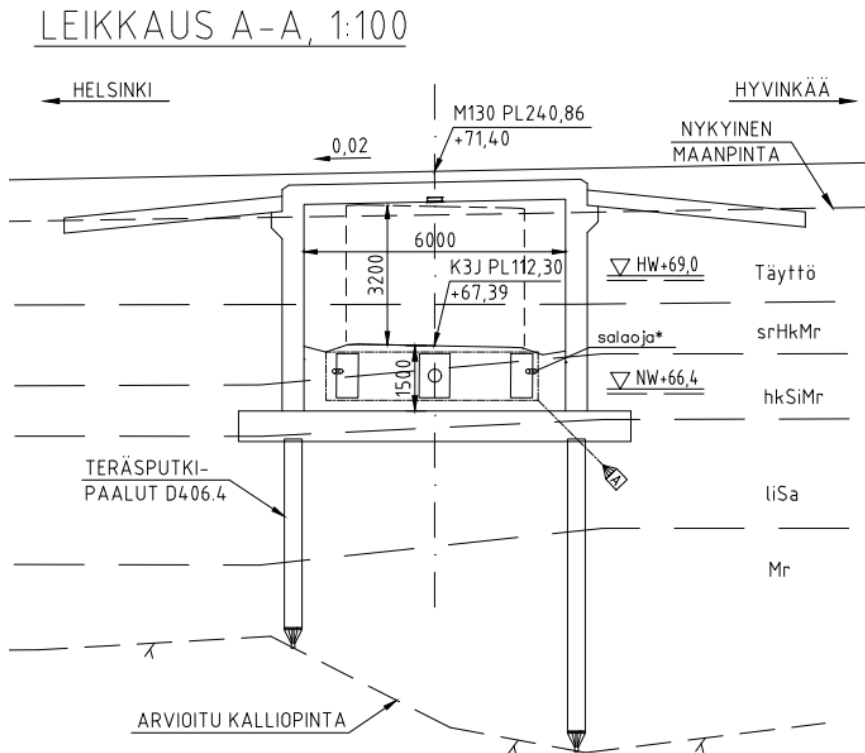 LEIKKAUS A-A, 1:100
HELSINKI
HYVINKÄÄ
M130 PL240,86
+71,40
NYKYINEN
MAANPINTA
0,02
6000
3200
K3J PL112,30
+67,39
HW+69,0
Täyttö
srHkMr
salaoja*
1500
NW+66,4
hkSiMr
A
TERÄSPUTKI-
PAALUT D406.4
liSa
Mr
ARVIOITU KALLIOPINTA